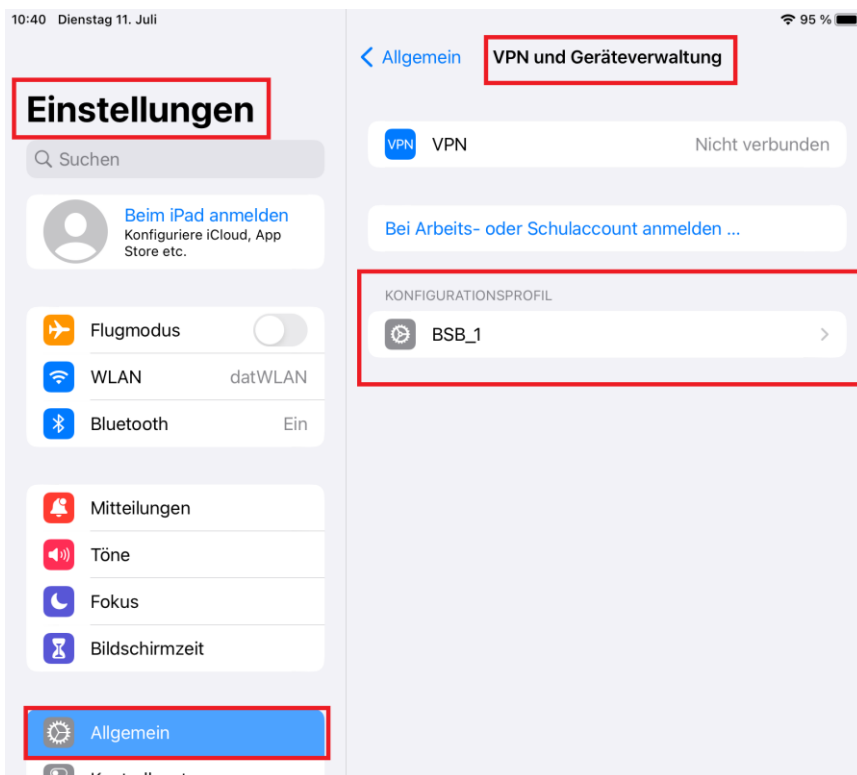 10:40 Dienstag 11. Juli
95 %
Einstellungen
Suchen
Beim iPad anmelden
Konfiguriere iCloud, App
Store etc.
Flugmodus
WLAN datWLAN
Bluetooth Ein
Mitteilungen
Töne
Fokus
Bildschirmzeit
Allgemein
Allgemein VPN und Geräteverwaltung
VPN VPN Nicht verbunden
Bei Arbeits- oder Schulaccount anmelden ...
KONFIGURATIONSPROFIL
BSB_1